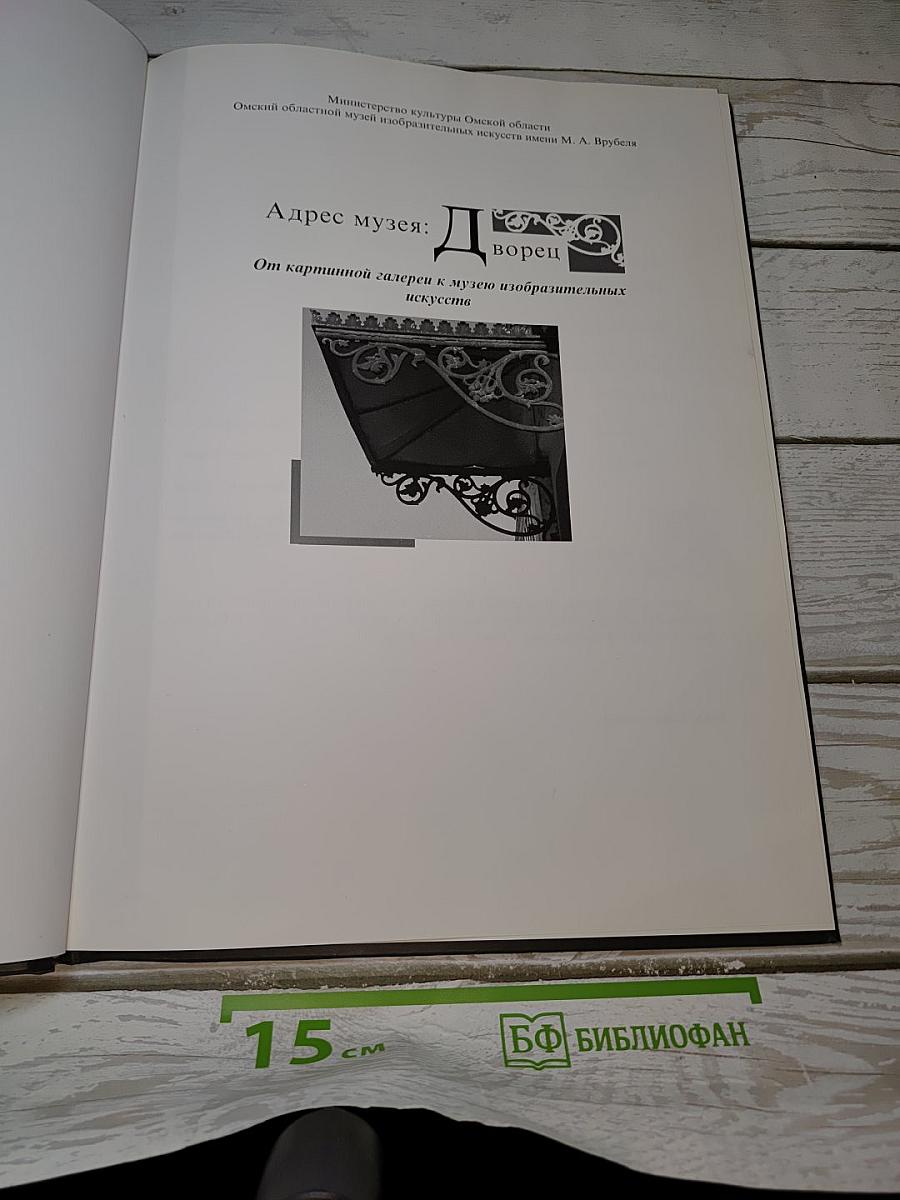 Министерство культуры Омской области
Омский областной музей изобразительных искусств имени М. А. Врубеля
Адрес музея: Дворец
От картинной галереи к музею изобразительных
искусств
15 см
БФ БИБЛИОФАН